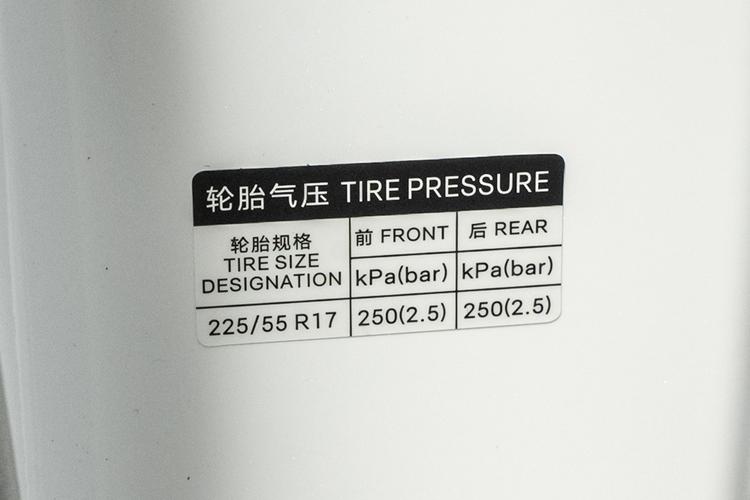 轮胎气压 TIRE PRESSURE
轮胎规格
TIRE SIZE
DESIGNATION
前 FRONT
后 REAR
kPa(bar)
kPa(bar)
225/55 R17
250(2.5)
250(2.5)